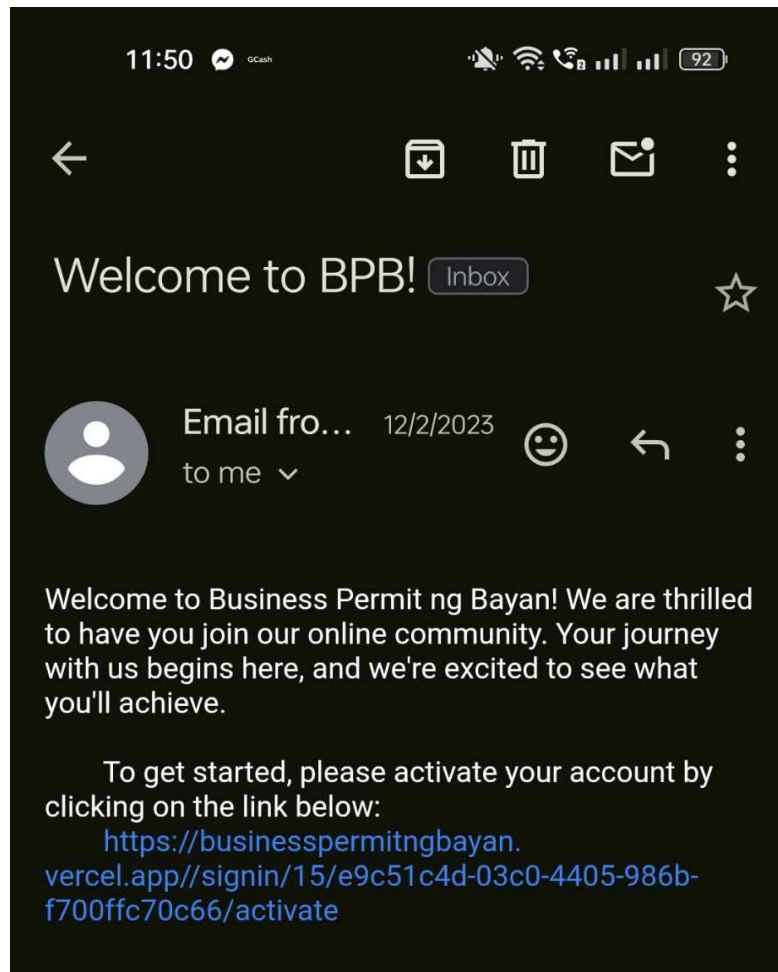 11:50 GCash 2 92
Welcome to BPB! Inbox
Email fro... 12/2/2023
to me
Welcome to Business Permit ng Bayan! We are thrilled
to have you join our online community. Your journey
with us begins here, and we're excited to see what
you'll achieve.
To get started, please activate your account by
clicking on the link below:
https://businesspermitngbayan.
vercel.app//signin/15/e9c51c4d-03c0-4405-986b-
f700ffc70c66/activate